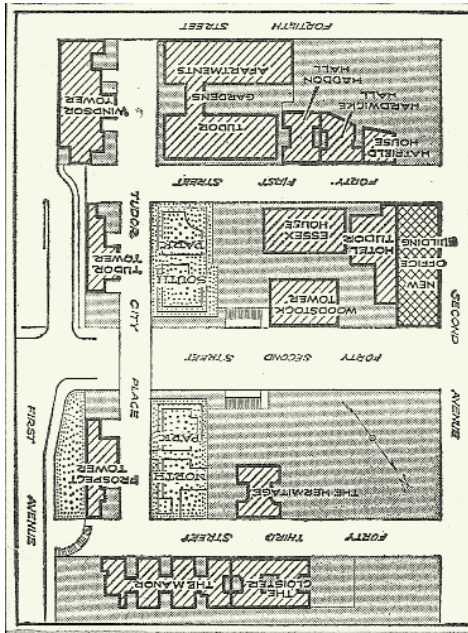 THE
CLOISTER
THE MANOR
FORTY THIRD STREET
THE HERMITAGE
NORTH
PARK
PROSPECT
TOWER
FIRST AVENUE
SECOND AVENUE
FORTY SECOND STREET
WOODSTOCK
TOWER
SOUTH
PARK
TUDOR CITY PLACE
NEW
OFFICE
BUILDING
HOTEL
TUDOR
ESSEX
HOUSE
TUDOR
TOWER
FORTY FIRST STREET
HATFIELD
HOUSE
HARDWICKE
HALL
HADDON
HALL
TUDOR
GARDENS
APARTMENTS
WINDSOR
TOWER
FORTIETH STREET